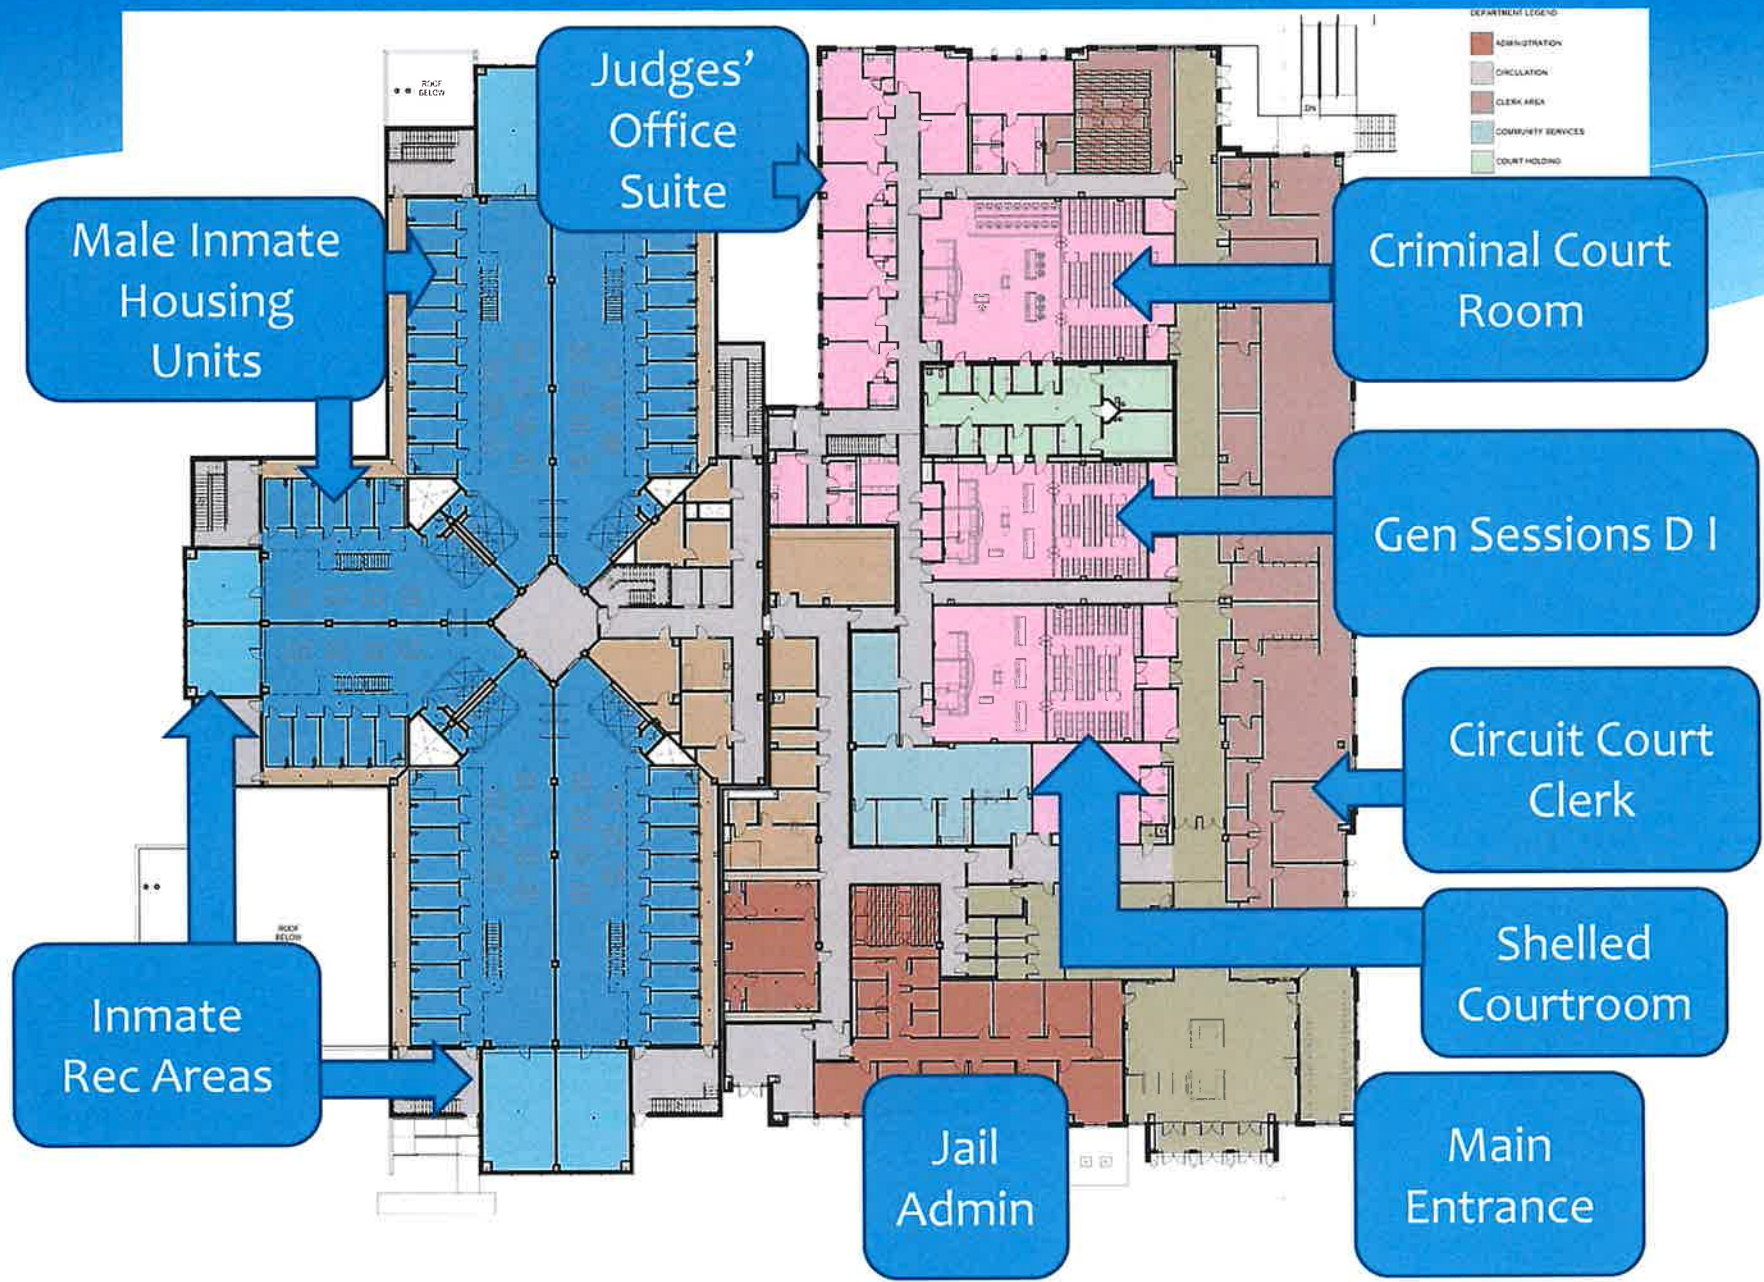 DEPARTMENT LEGEND
ADMINISTRATION
CIRCULATION
CLERK AREA
COMMUNITY SERVICES
COURT HOLDING
ROOF
BELOW
DN
Judges’
Office
Suite
Male Inmate
Housing
Units
Criminal Court
Room
Gen Sessions D I
Circuit Court
Clerk
Shelled
Courtroom
ROOF
BELOW
Inmate
Rec Areas
Jail
Admin
Main
Entrance